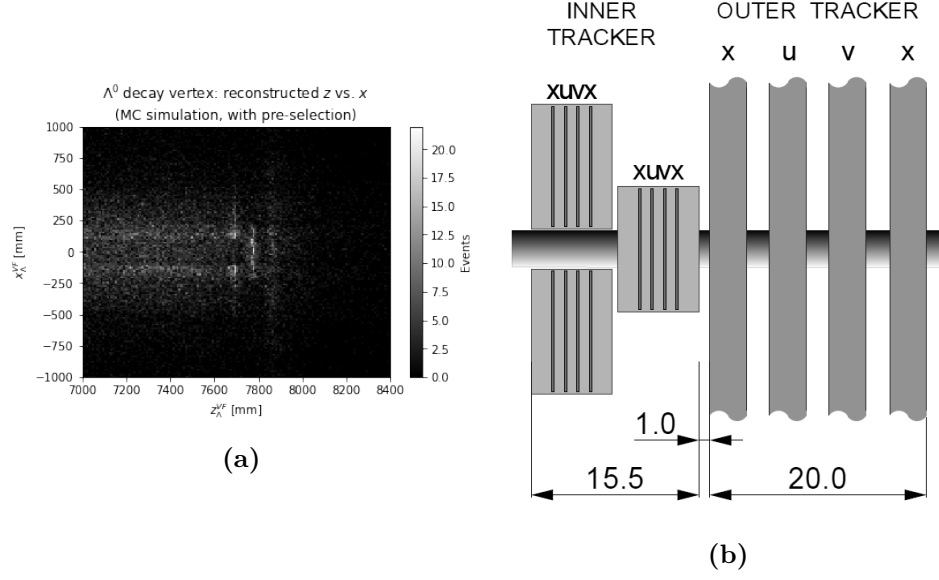 Λ⁰ decay vertex: reconstructed z vs. x
(MC simulation, with pre-selection)
1000
750
500
250
0
−250
−500
−750
−1000
x_Λ^VF [mm]
7000 7200 7400 7600 7800 8000 8200 8400
z_Λ^VF [mm]
20.0
17.5
15.0
12.5
10.0
7.5
5.0
2.5
0.0
Events
(a)
INNER
TRACKER
OUTER TRACKER
x u v x
xuvx
xuvx
1.0
15.5
20.0
(b)